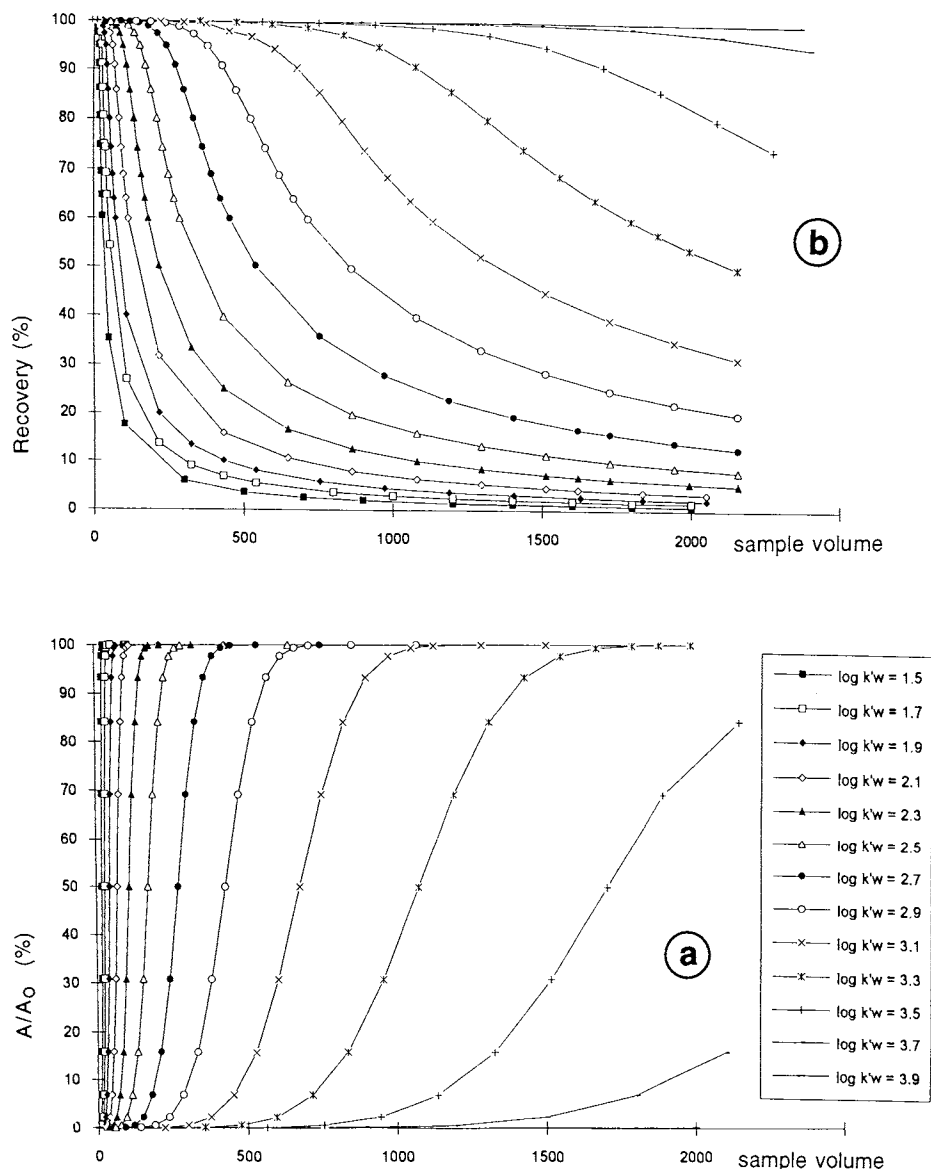 100
90
80
70
60
50
40
30
20
10
0
Recovery (%)
b
0 500 1000 1500 2000 sample volume
100
90
80
70
60
50
40
30
20
10
0
A/Ao (%)
a
0 500 1000 1500 2000 sample volume
log k'w = 1.5
log k'w = 1.7
log k'w = 1.9
log k'w = 2.1
log k'w = 2.3
log k'w = 2.5
log k'w = 2.7
log k'w = 2.9
log k'w = 3.1
log k'w = 3.3
log k'w = 3.5
log k'w = 3.7
log k'w = 3.9